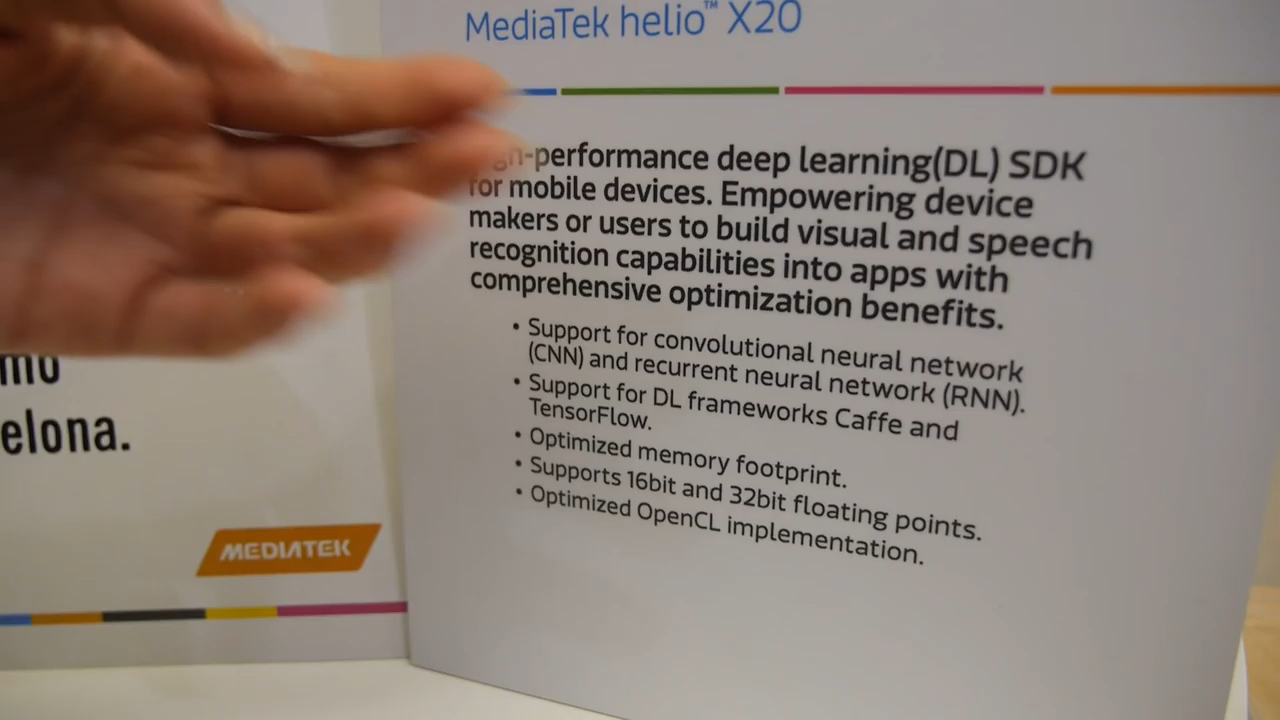 MediaTek helio™ X20
performance deep learning(DL) SDK
for mobile devices. Empowering device
makers or users to build visual and speech
recognition capabilities into apps with
comprehensive optimization benefits.
• Support for convolutional neural network
(CNN) and recurrent neural network (RNN).
• Support for DL frameworks Caffe and
TensorFlow.
• Optimized memory footprint.
• Supports 16bit and 32bit floating points.
• Optimized OpenCL implementation.
elona.
MEDIATEK